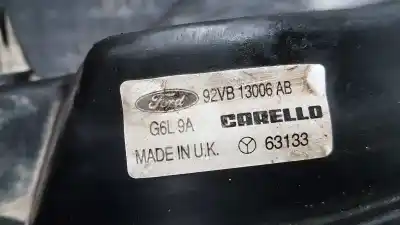 Ford 92VB 13006 AB
G6L 9A CARELLO
MADE IN U.K. 63133